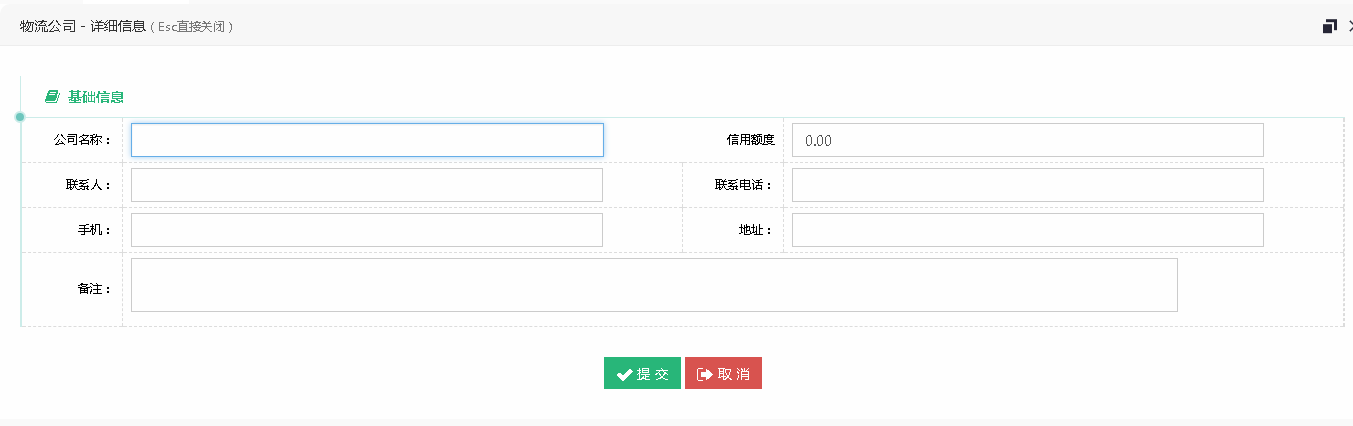 物流公司 - 详细信息 ( Esc直接关闭 )
基础信息
公司名称：
信用额度 0.00
联系人：
联系电话：
手机：
地址：
备注：
提 交 取 消